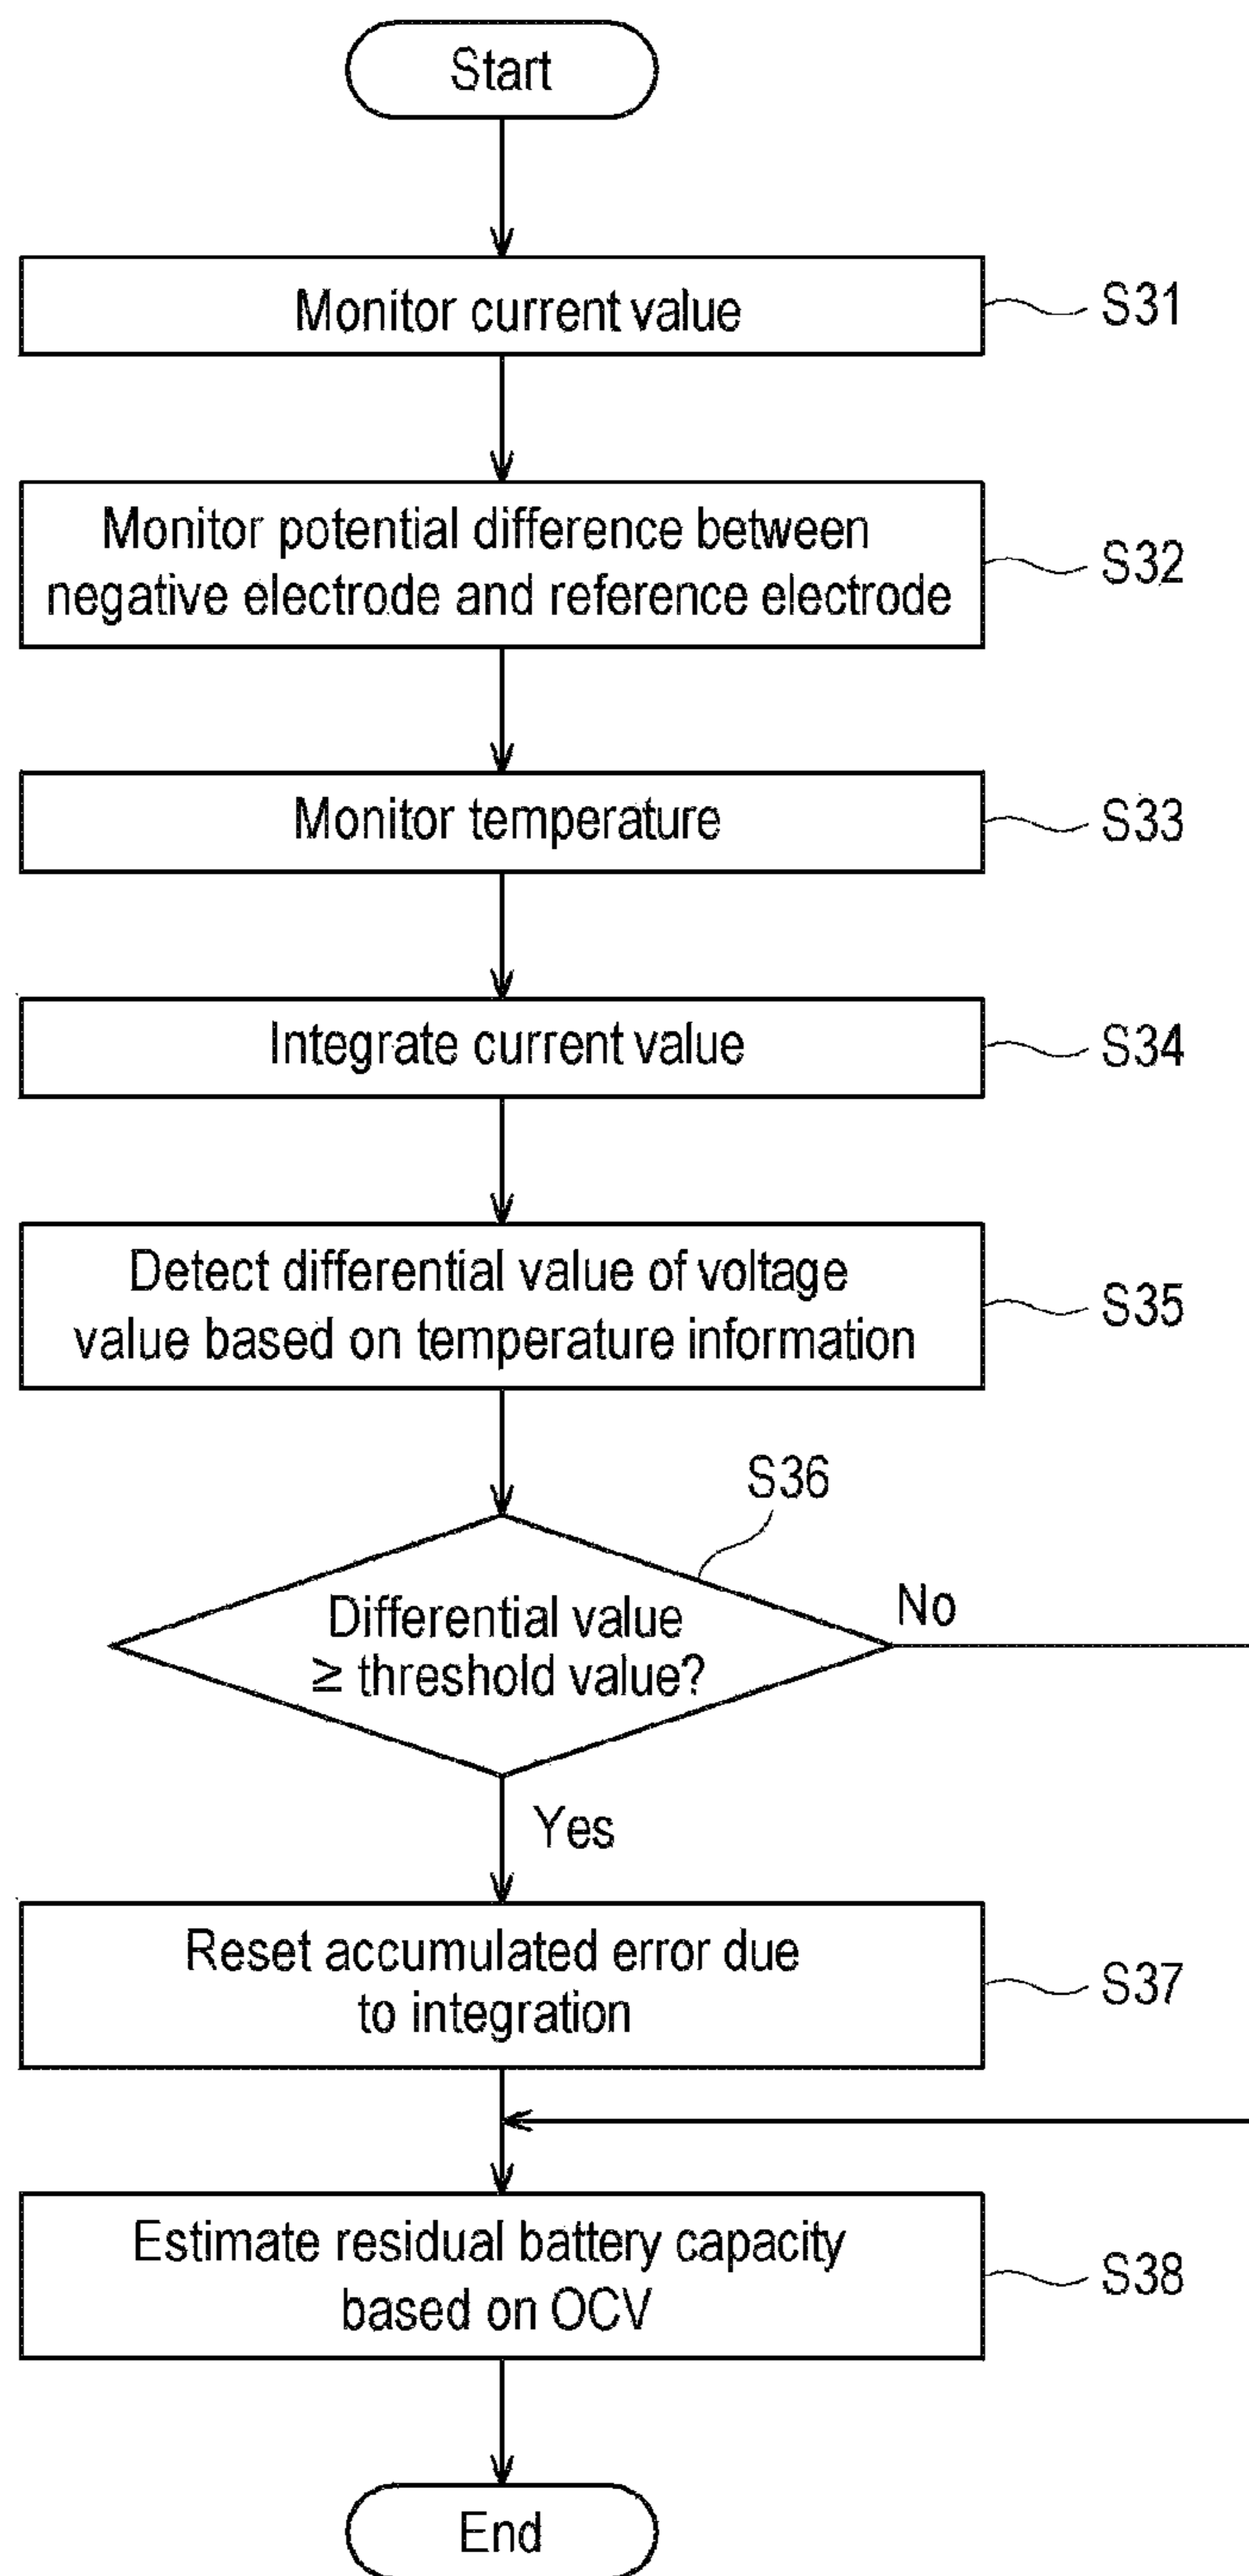 Start
Monitor current value
S31
Monitor potential difference between
negative electrode and reference electrode
S32
Monitor temperature
S33
Integrate current value
S34
Detect differential value of voltage
value based on temperature information
S35
S36
Differential value
≥ threshold value?
No
Yes
Reset accumulated error due
to integration
S37
Estimate residual battery capacity
based on OCV
S38
End